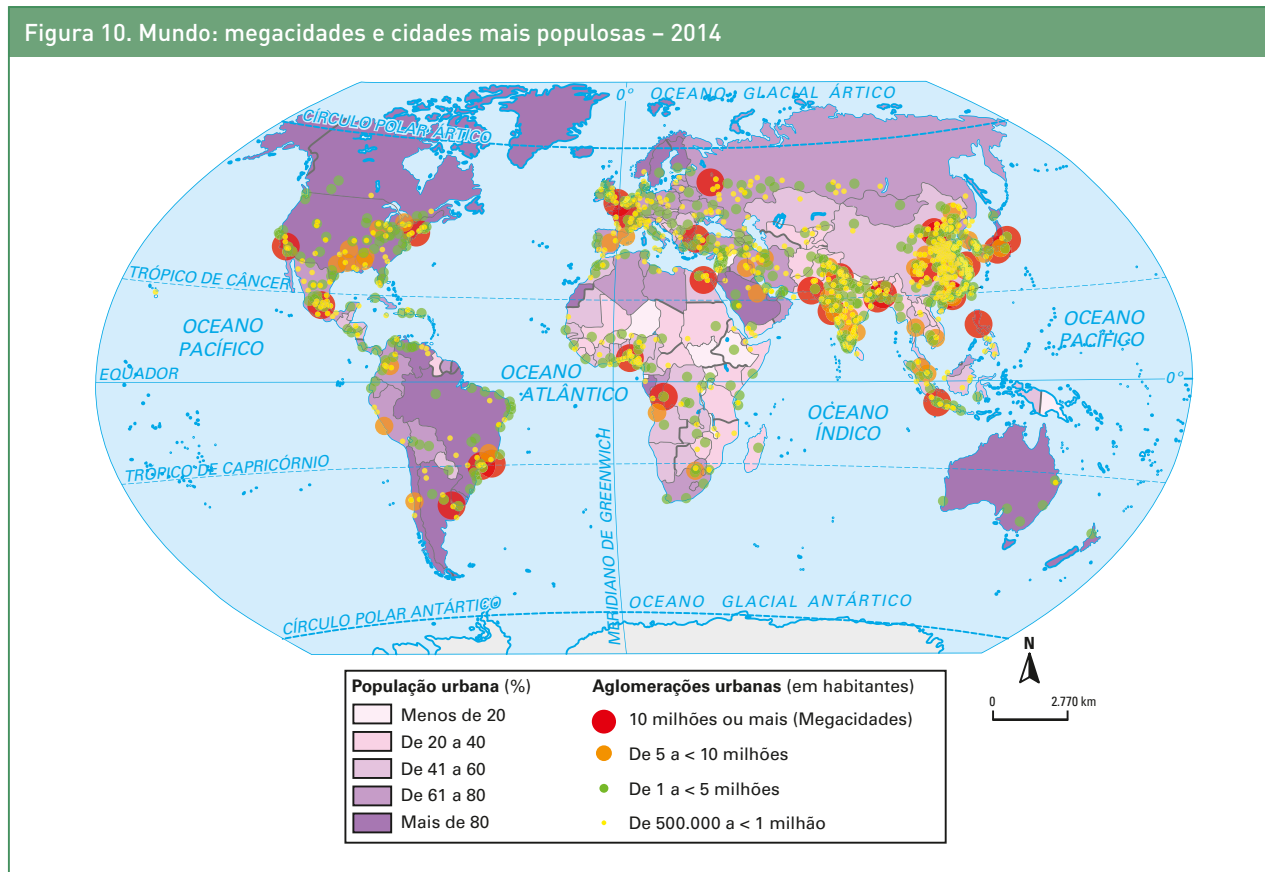 Figura 10. Mundo: megacidades e cidades mais populosas – 2014
0º OCEANO GLACIAL ÁRTICO
CÍRCULO POLAR ÁRTICO
TRÓPICO DE CÂNCER
OCEANO
PACÍFICO
OCEANO
PACÍFICO
EQUADOR
OCEANO
ATLÂNTICO
0º
OCEANO
ÍNDICO
TRÓPICO DE CAPRICÓRNIO
MERIDIANO DE GREENWICH
CÍRCULO POLAR ANTÁRTICO
OCEANO GLACIAL ANTÁRTICO
N
0 2.770 km
População urbana (%)
Menos de 20
De 20 a 40
De 41 a 60
De 61 a 80
Mais de 80
Aglomerações urbanas (em habitantes)
10 milhões ou mais (Megacidades)
De 5 a < 10 milhões
De 1 a < 5 milhões
De 500.000 a < 1 milhão